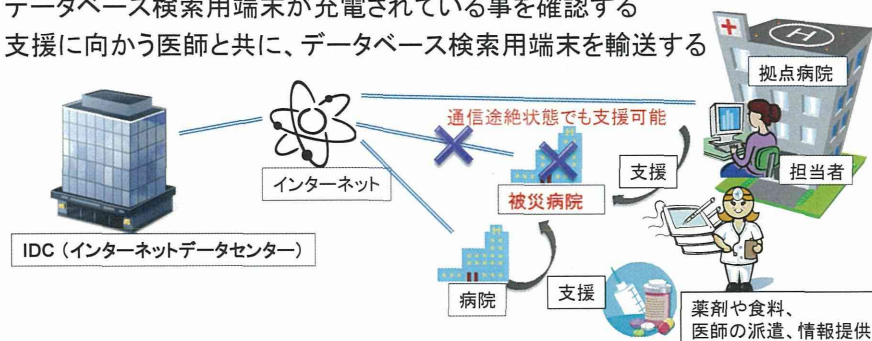 データベース検索用端末が充電されている事を確認する
支援に向かう医師と共に、データベース検索用端末を輸送する
H
拠点病院
通信途絶状態でも支援可能
インターネット
支援
担当者
被災病院
IDC（インターネットデータセンター）
病院
支援
薬剤や食料、
医師の派遣、情報提供